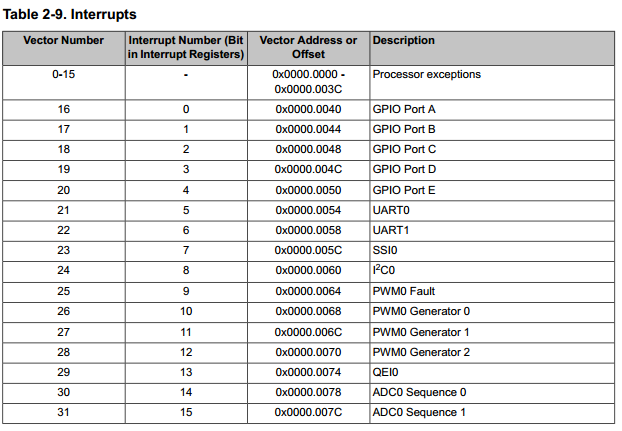 Table 2-9. Interrupts
Vector Number | Interrupt Number (Bit in Interrupt Registers) | Vector Address or Offset | Description
0-15 | - | 0x0000.0000 - 0x0000.003C | Processor exceptions
16 | 0 | 0x0000.0040 | GPIO Port A
17 | 1 | 0x0000.0044 | GPIO Port B
18 | 2 | 0x0000.0048 | GPIO Port C
19 | 3 | 0x0000.004C | GPIO Port D
20 | 4 | 0x0000.0050 | GPIO Port E
21 | 5 | 0x0000.0054 | UART0
22 | 6 | 0x0000.0058 | UART1
23 | 7 | 0x0000.005C | SSI0
24 | 8 | 0x0000.0060 | I²C0
25 | 9 | 0x0000.0064 | PWM0 Fault
26 | 10 | 0x0000.0068 | PWM0 Generator 0
27 | 11 | 0x0000.006C | PWM0 Generator 1
28 | 12 | 0x0000.0070 | PWM0 Generator 2
29 | 13 | 0x0000.0074 | QEI0
30 | 14 | 0x0000.0078 | ADC0 Sequence 0
31 | 15 | 0x0000.007C | ADC0 Sequence 1